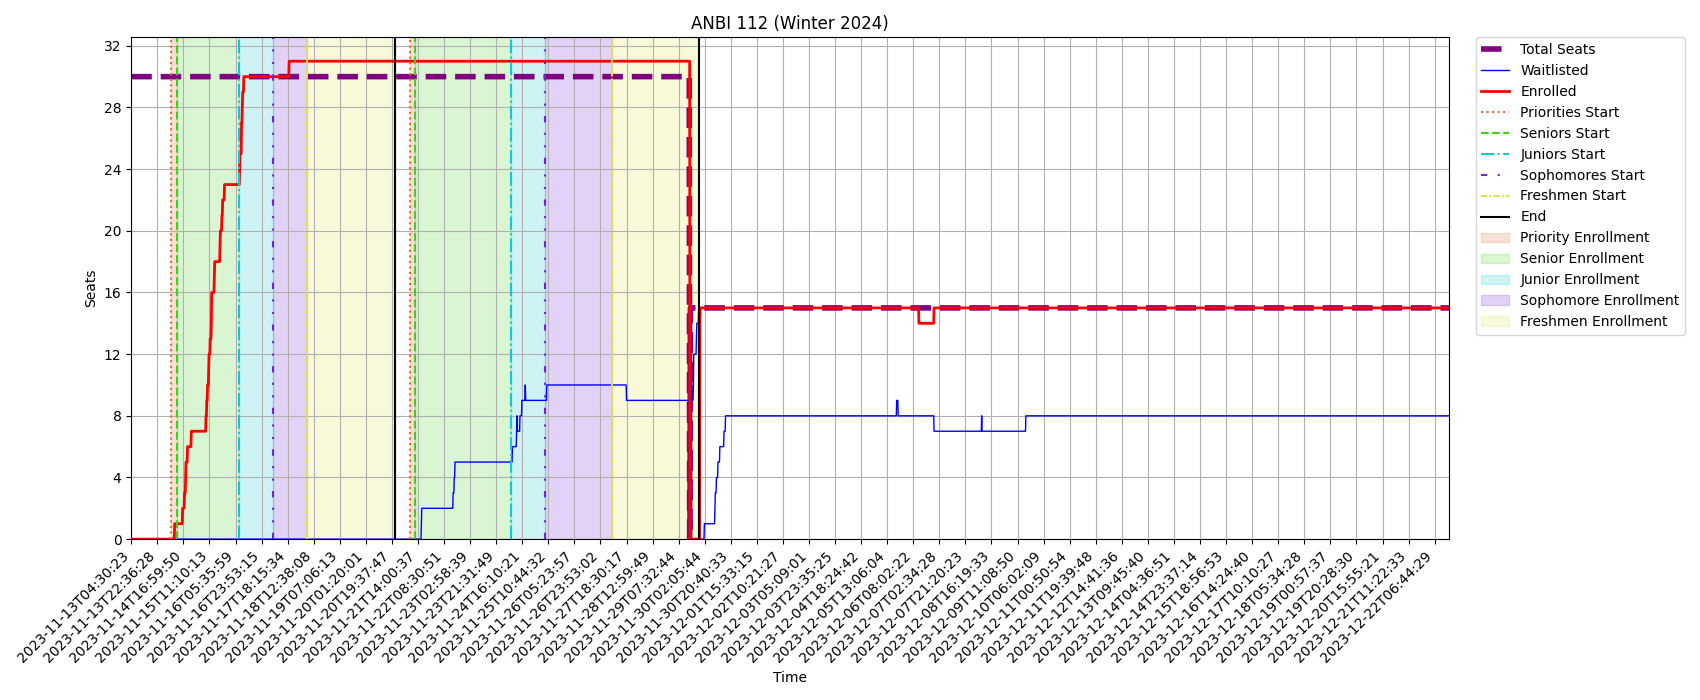 ANBI 112 (Winter 2024)
Seats
32
28
24
20
16
12
8
4
0
2023-11-13T04:30:23
2023-11-13T22:36:28
2023-11-14T16:59:50
2023-11-15T11:10:13
2023-11-16T05:35:59
2023-11-16T23:53:15
2023-11-17T18:15:34
2023-11-18T12:38:08
2023-11-19T07:06:13
2023-11-20T01:20:01
2023-11-20T19:37:47
2023-11-21T14:00:37
2023-11-22T08:30:51
2023-11-23T02:58:39
2023-11-23T21:31:49
2023-11-24T16:10:21
2023-11-25T10:44:32
2023-11-26T05:23:57
2023-11-26T23:53:02
2023-11-27T18:30:17
2023-11-28T12:59:49
2023-11-29T07:32:44
2023-11-30T02:05:44
2023-11-30T20:40:33
2023-12-01T15:33:15
2023-12-02T10:21:27
2023-12-03T05:09:01
2023-12-03T23:35:25
2023-12-04T18:24:42
2023-12-05T13:06:04
2023-12-06T08:02:22
2023-12-07T02:34:28
2023-12-07T21:20:23
2023-12-08T16:19:33
2023-12-09T11:08:50
2023-12-10T06:02:09
2023-12-11T00:50:54
2023-12-11T19:39:48
2023-12-12T14:41:36
2023-12-13T09:45:40
2023-12-14T04:36:51
2023-12-14T23:37:14
2023-12-15T18:56:53
2023-12-16T14:24:40
2023-12-17T10:10:27
2023-12-18T05:34:28
2023-12-19T00:57:37
2023-12-19T20:28:30
2023-12-20T15:55:21
2023-12-21T11:22:33
2023-12-22T06:44:29
Time
Total Seats
Waitlisted
Enrolled
Priorities Start
Seniors Start
Juniors Start
Sophomores Start
Freshmen Start
End
Priority Enrollment
Senior Enrollment
Junior Enrollment
Sophomore Enrollment
Freshmen Enrollment